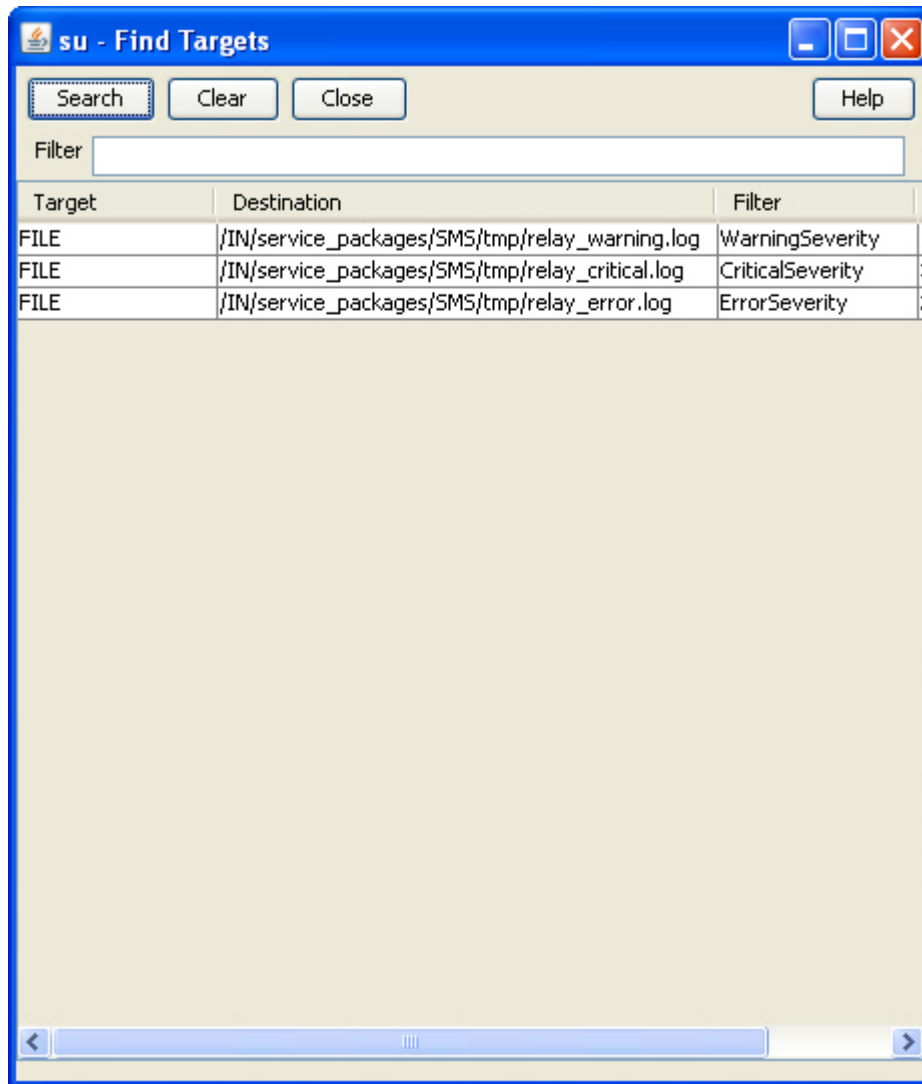 su - Find Targets
Search Clear Close Help
Filter
Target Destination Filter
FILE /IN/service_packages/SMS/tmp/relay_warning.log WarningSeverity
FILE /IN/service_packages/SMS/tmp/relay_critical.log CriticalSeverity
FILE /IN/service_packages/SMS/tmp/relay_error.log ErrorSeverity